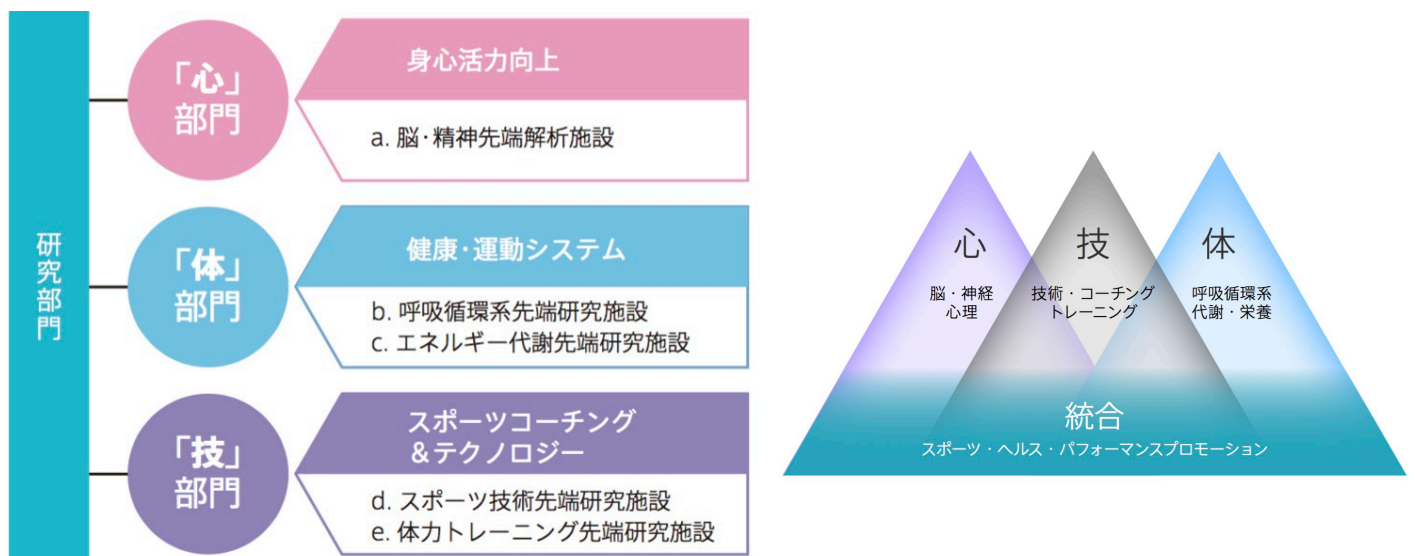 研究部門
「心」
部門
身心活力向上
a. 脳・精神先端解析施設
「体」
部門
健康・運動システム
b. 呼吸循環系先端研究施設
c. エネルギー代謝先端研究施設
「技」
部門
スポーツコーチング
&テクノロジー
d. スポーツ技術先端研究施設
e. 体力トレーニング先端研究施設
心
脳・神経
心理
技
技術・コーチング
トレーニング
体
呼吸循環系
代謝・栄養
統合
スポーツ・ヘルス・パフォーマンスプロモーション